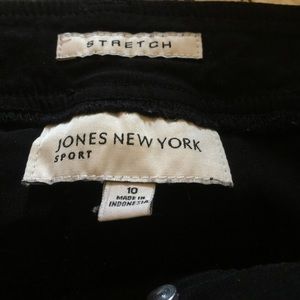 STRETCH
JONES NEW YORK
SPORT
10
MADE IN
INDONESIA